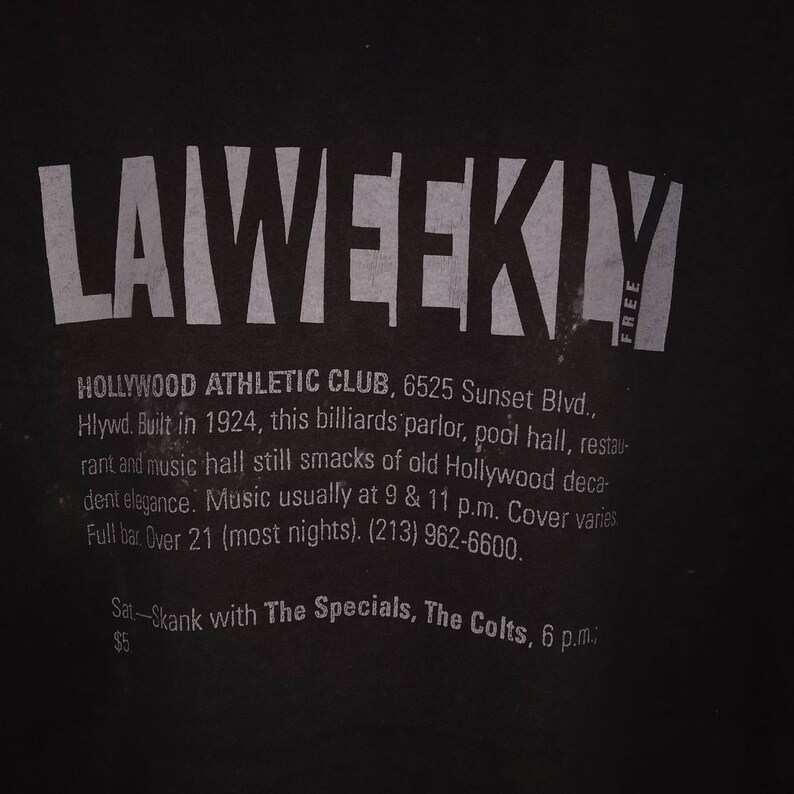 LA WEEKLY
FREE
HOLLYWOOD ATHLETIC CLUB, 6525 Sunset Blvd.,
Hlywd. Built in 1924, this billiards parlor, pool hall, restau-
rant and music hall still smacks of old Hollywood deca-
dent elegance. Music usually at 9 & 11 p.m. Cover varies.
Full bar. Over 21 (most nights). (213) 962-6600.
Sat.—Skank with The Specials, The Colts, 6 p.m.;
$5.